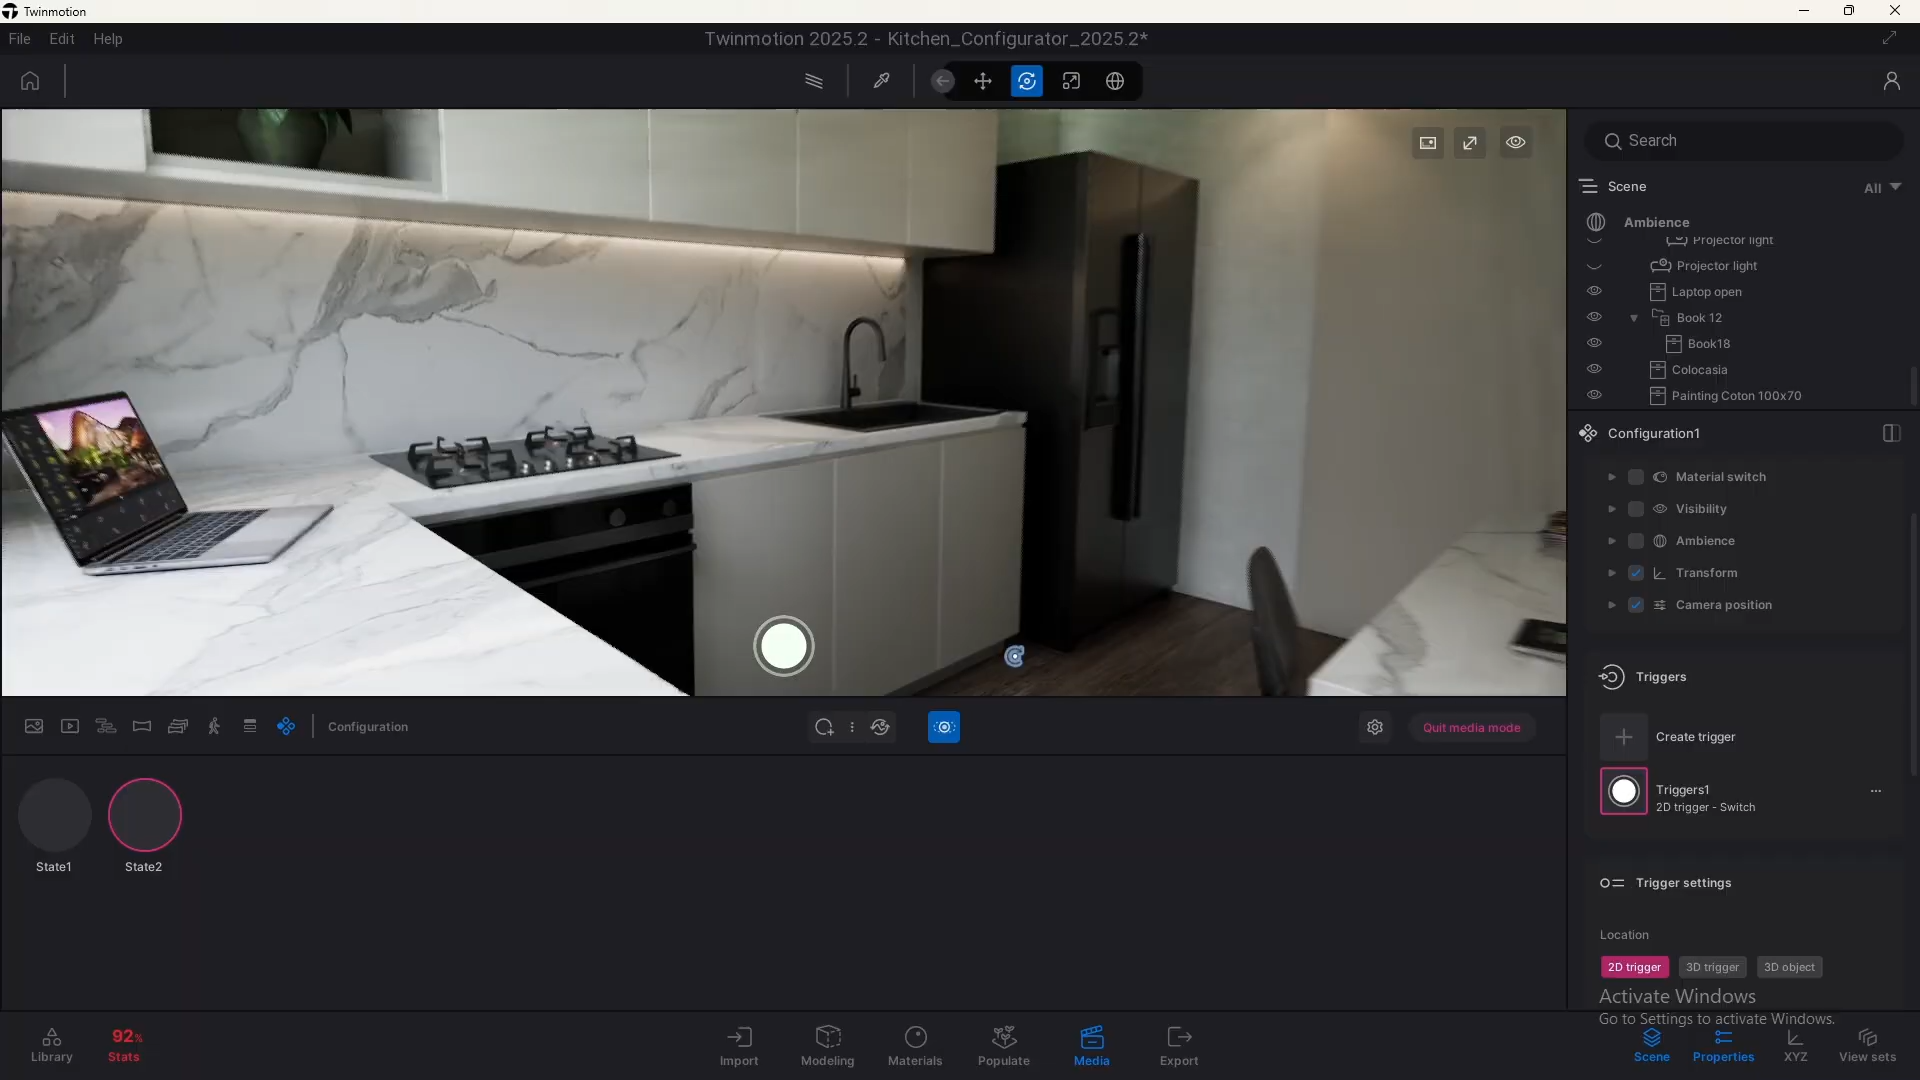 Twinmotion
File Edit Help
Twinmotion 2025.2 - Kitchen_Configurator_2025.2*
Search
Scene
All
Ambience
Projector light
Projector light
Laptop open
Book 12
Book18
Colocasia
Painting Coton 100x70
Configuration1
Material switch
Visibility
Ambience
Transform
Camera position
Triggers
Create trigger
Triggers1
2D trigger - Switch
Trigger settings
Location
2D trigger 3D trigger 3D object
Activate Windows
Go to Settings to activate Windows.
Configuration
Quit media mode
State1 State2
Library
92%
Stats
Import Modeling Materials Populate Media Export
Scene Properties XYZ View sets